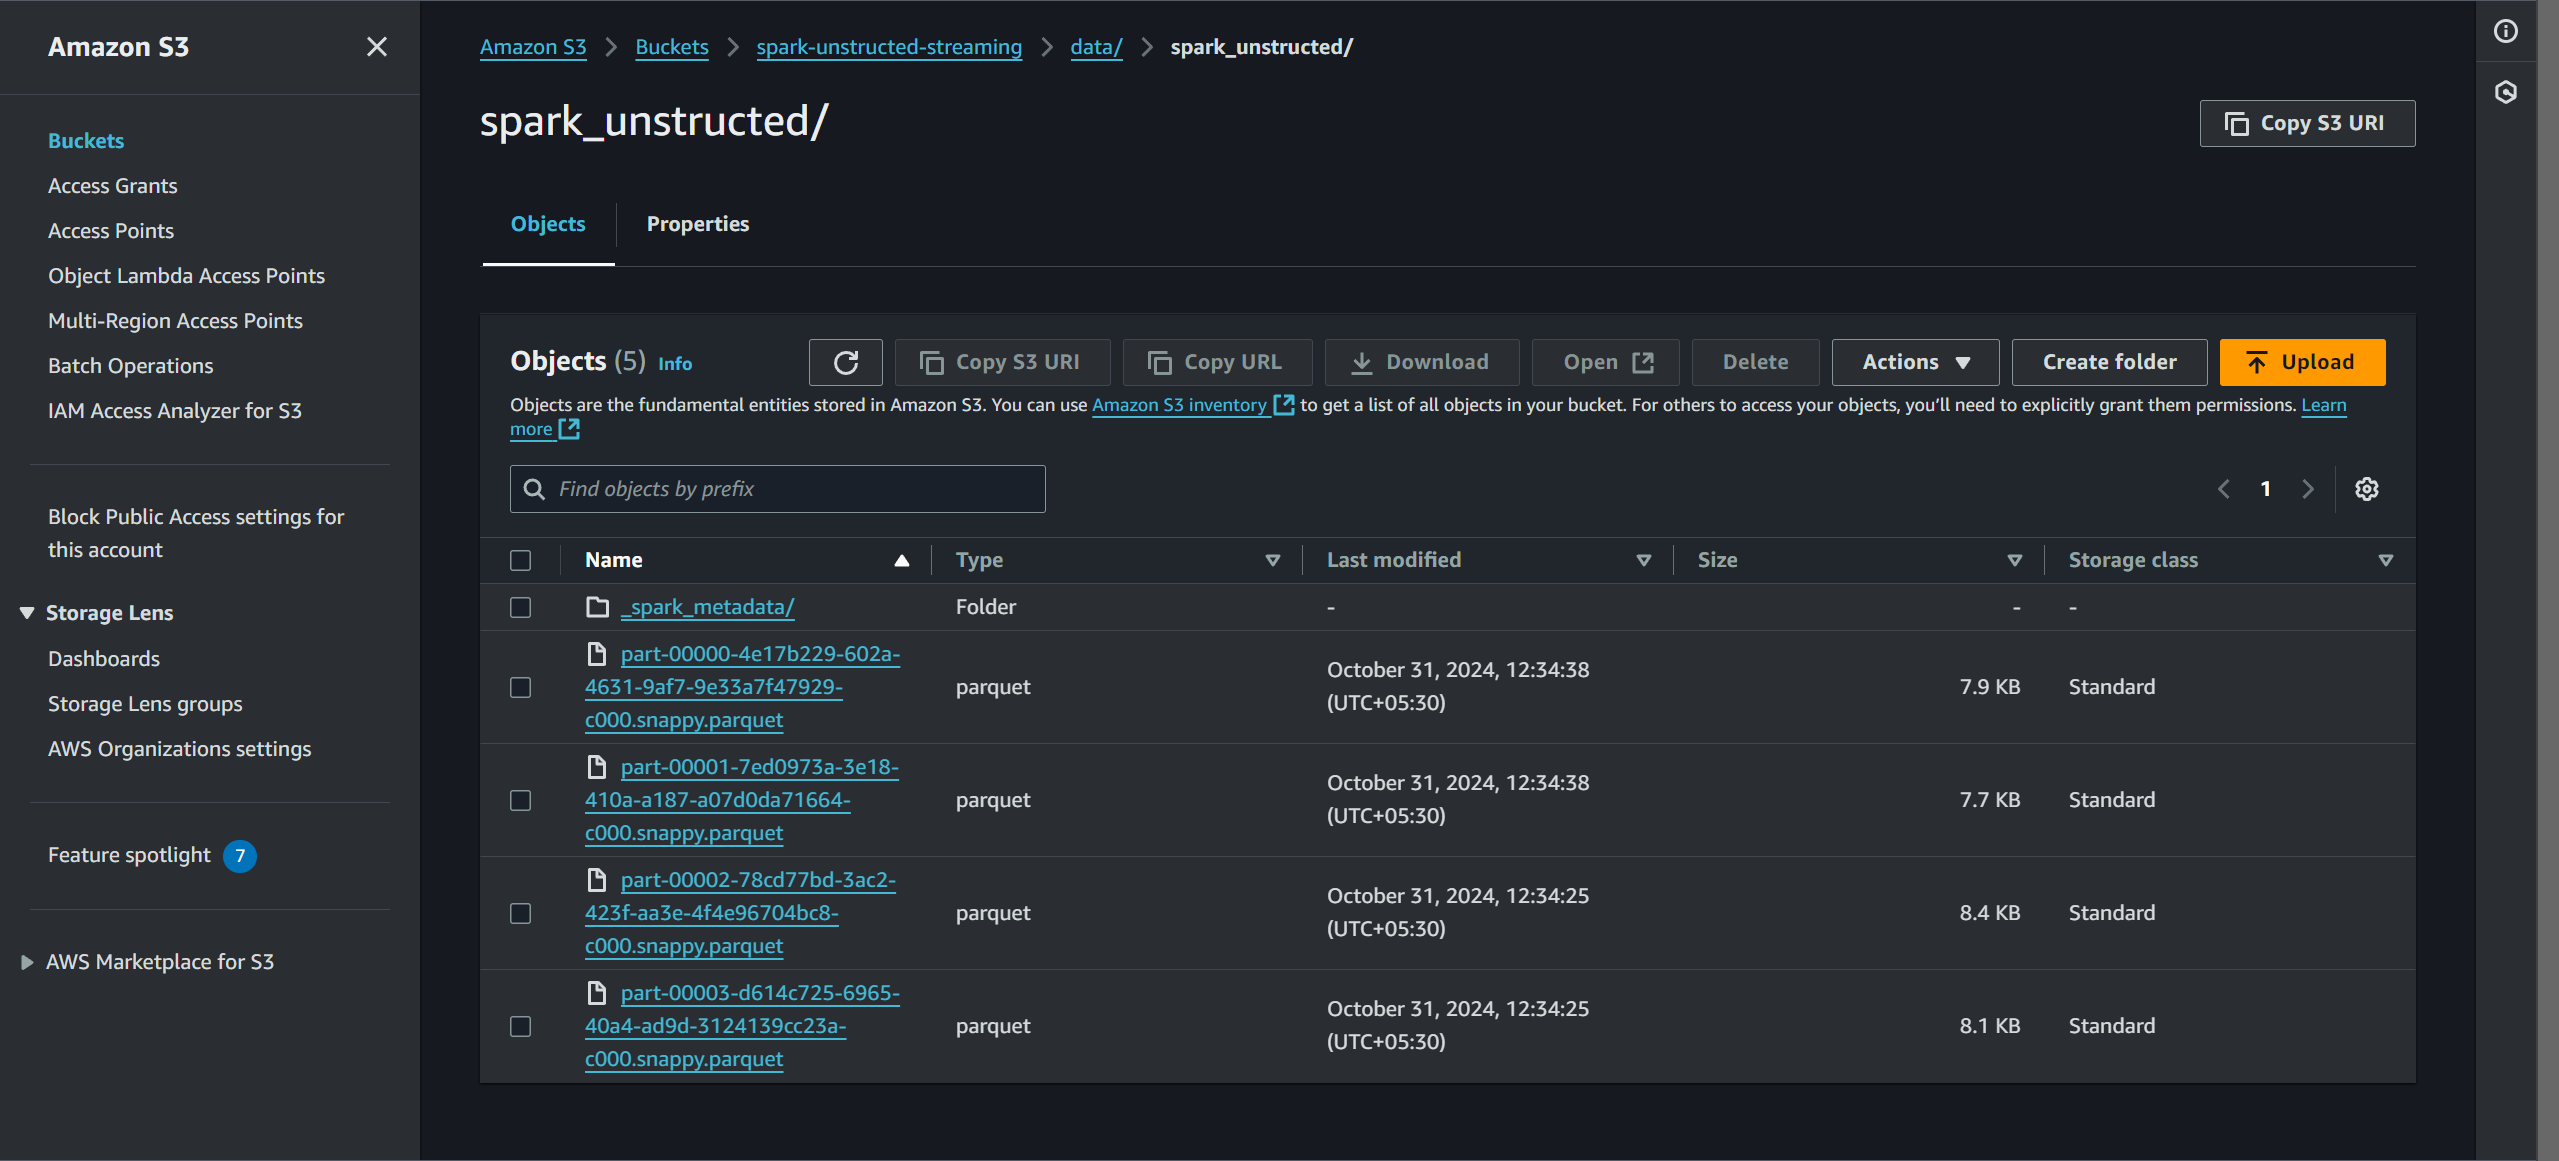 Amazon S3
Amazon S3 > Buckets > spark-unstructed-streaming > data/ > spark_unstructed/
spark_unstructed/
Copy S3 URI
Buckets
Access Grants
Access Points
Object Lambda Access Points
Multi-Region Access Points
Batch Operations
IAM Access Analyzer for S3
Block Public Access settings for
this account
Storage Lens
Dashboards
Storage Lens groups
AWS Organizations settings
Feature spotlight 7
AWS Marketplace for S3
Objects Properties
Objects (5) Info Copy S3 URI Copy URL Download Open Delete Actions Create folder Upload
Objects are the fundamental entities stored in Amazon S3. You can use Amazon S3 inventory to get a list of all objects in your bucket. For others to access your objects, you'll need to explicitly grant them permissions. Learn
more
Find objects by prefix
1
Name Type Last modified Size Storage class
_spark_metadata/ Folder - - -
part-00000-4e17b229-602a-
4631-9af7-9e33a7f47929-
c000.snappy.parquet
parquet
October 31, 2024, 12:34:38
(UTC+05:30)
7.9 KB
Standard
part-00001-7ed0973a-3e18-
410a-a187-a07d0da71664-
c000.snappy.parquet
parquet
October 31, 2024, 12:34:38
(UTC+05:30)
7.7 KB
Standard
part-00002-78cd77bd-3ac2-
423f-aa3e-4f4e96704bc8-
c000.snappy.parquet
parquet
October 31, 2024, 12:34:25
(UTC+05:30)
8.4 KB
Standard
part-00003-d614c725-6965-
40a4-ad9d-3124139cc23a-
c000.snappy.parquet
parquet
October 31, 2024, 12:34:25
(UTC+05:30)
8.1 KB
Standard